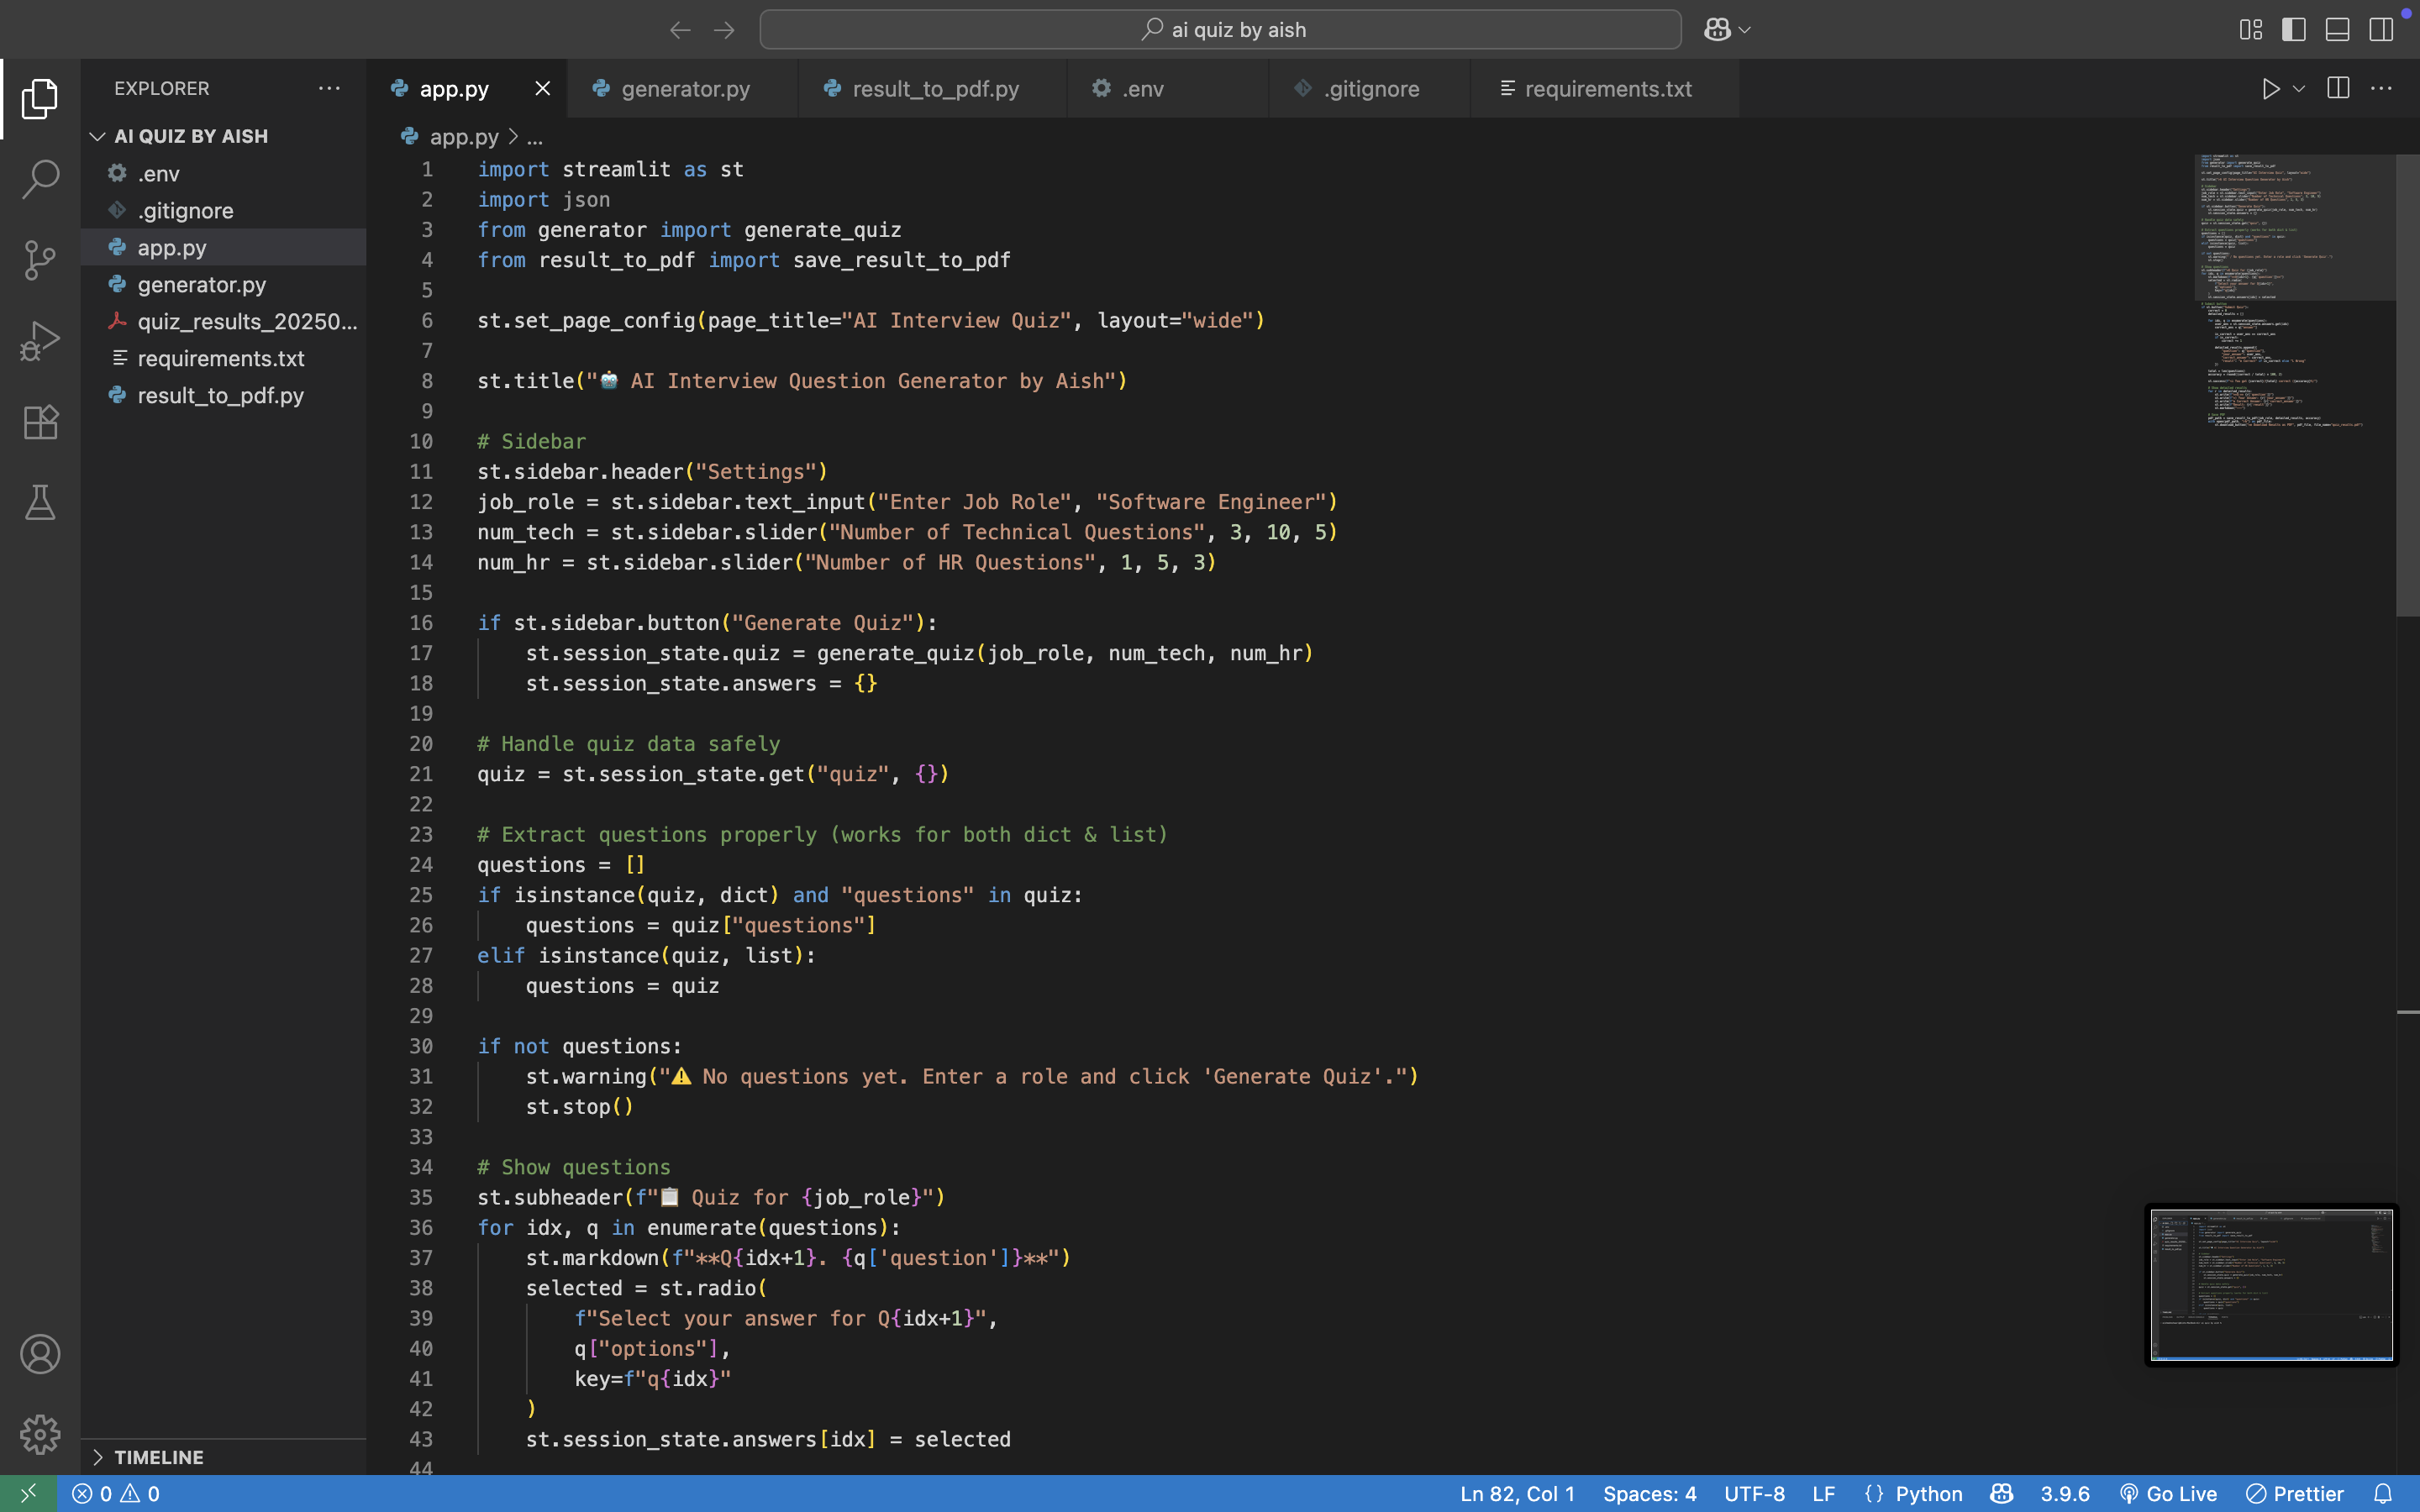 ai quiz by aish
EXPLORER
AI QUIZ BY AISH
.env
.gitignore
app.py
generator.py
quiz_results_20250...
requirements.txt
result_to_pdf.py
TIMELINE
app.py
generator.py
result_to_pdf.py
.env
.gitignore
requirements.txt
app.py > ...
1 import streamlit as st
2 import json
3 from generator import generate_quiz
4 from result_to_pdf import save_result_to_pdf
5
6 st.set_page_config(page_title="AI Interview Quiz", layout="wide")
7
8 st.title("🤖 AI Interview Question Generator by Aish")
9
10 # Sidebar
11 st.sidebar.header("Settings")
12 job_role = st.sidebar.text_input("Enter Job Role", "Software Engineer")
13 num_tech = st.sidebar.slider("Number of Technical Questions", 3, 10, 5)
14 num_hr = st.sidebar.slider("Number of HR Questions", 1, 5, 3)
15
16 if st.sidebar.button("Generate Quiz"):
17     st.session_state.quiz = generate_quiz(job_role, num_tech, num_hr)
18     st.session_state.answers = {}
19
20 # Handle quiz data safely
21 quiz = st.session_state.get("quiz", {})
22
23 # Extract questions properly (works for both dict & list)
24 questions = []
25 if isinstance(quiz, dict) and "questions" in quiz:
26     questions = quiz["questions"]
27 elif isinstance(quiz, list):
28     questions = quiz
29
30 if not questions:
31     st.warning("⚠️ No questions yet. Enter a role and click 'Generate Quiz'.")
32     st.stop()
33
34 # Show questions
35 st.subheader(f"📋 Quiz for {job_role}")
36 for idx, q in enumerate(questions):
37     st.markdown(f"**Q{idx+1}. {q['question']}**")
38     selected = st.radio(
39         f"Select your answer for Q{idx+1}",
40         q["options"],
41         key=f"q{idx}"
42     )
43     st.session_state.answers[idx] = selected
44
0 0
Ln 82, Col 1
Spaces: 4
UTF-8
LF
{} Python
3.9.6
Go Live
Prettier